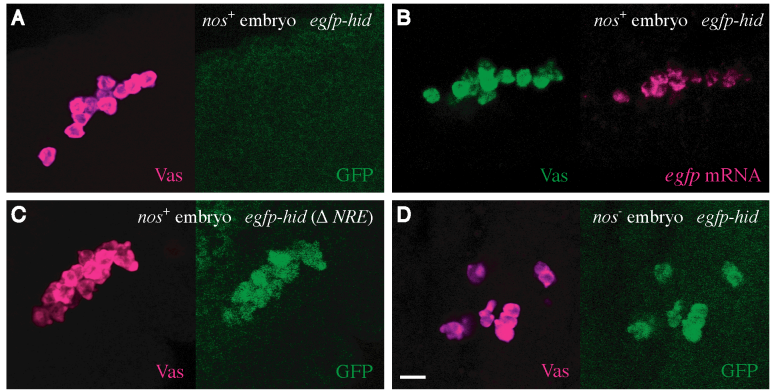 A nos⁺ embryo egfp-hid
Vas GFP
B nos⁺ embryo egfp-hid
Vas egfp mRNA
C nos⁺ embryo egfp-hid (Δ NRE)
Vas GFP
D nos⁻ embryo egfp-hid
Vas GFP